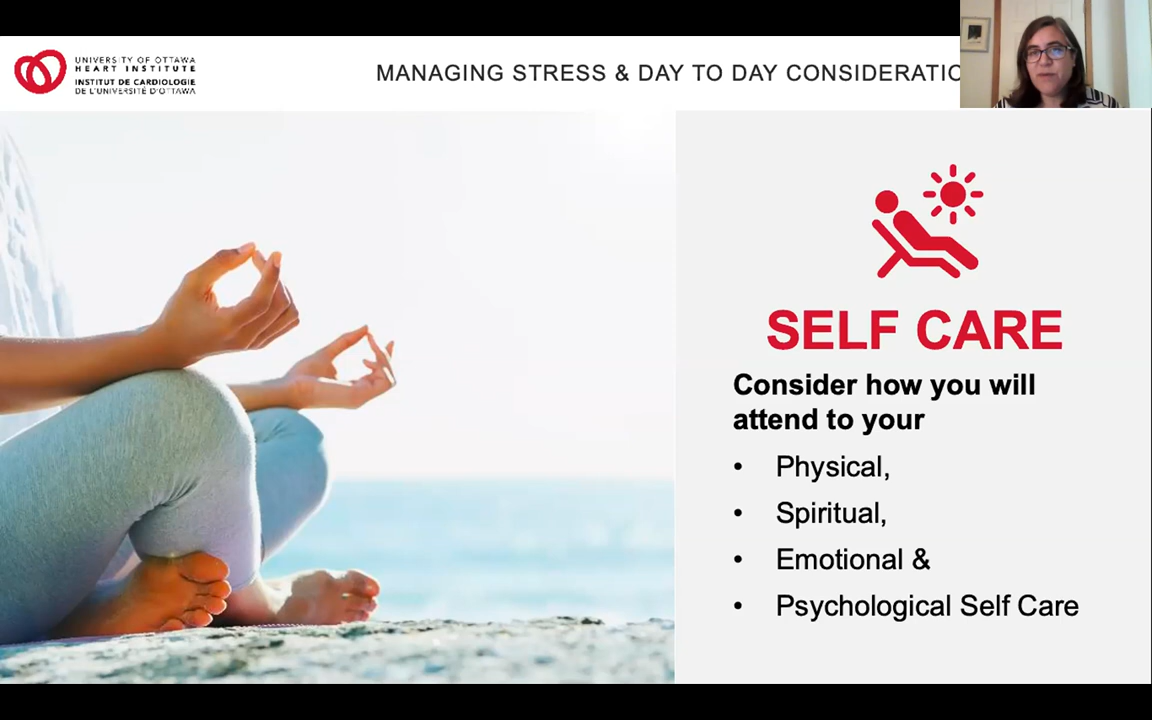 UNIVERSITY OF OTTAWA
HEART INSTITUTE
INSTITUT DE CARDIOLOGIE
DE L'UNIVERSITÉ D'OTTAWA
MANAGING STRESS & DAY TO DAY CONSIDERATIO
SELF CARE
Consider how you will
attend to your
• Physical,
• Spiritual,
• Emotional &
• Psychological Self Care